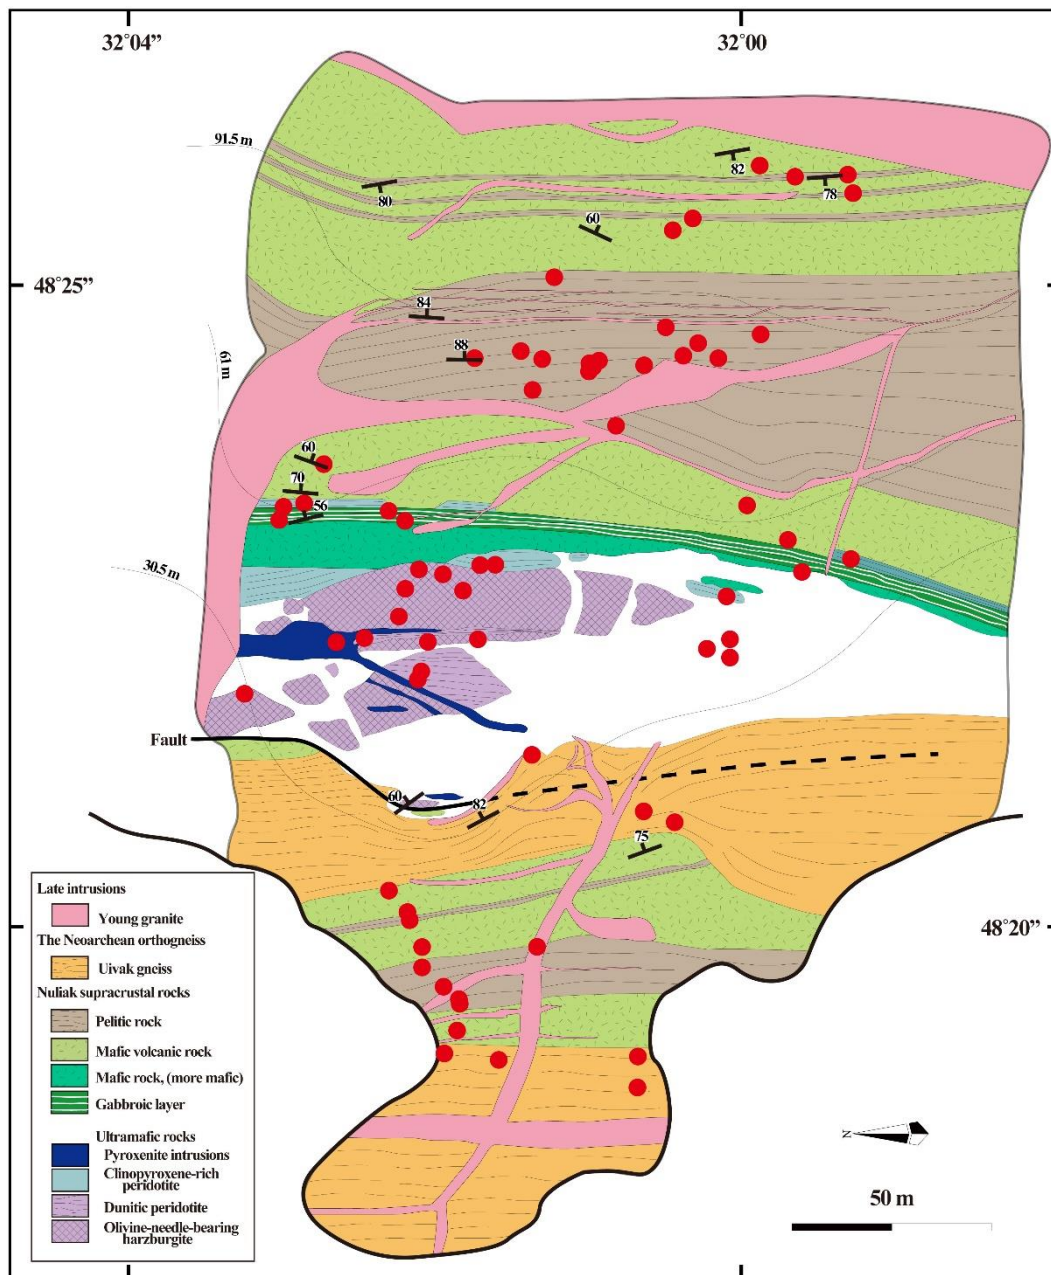 32°04 32°00
91.5 m
82
80 78
60
48°25”
84
61 m
88
60
70
56
30.5 m
Fault
60
82
75
Late intrusions
Young granite
The Neoarchean orthogneiss
Uivak gneiss
48°20”
Nuliak supracrustal rocks
Pelitic rock
Mafic volcanic rock
Mafic rock, (more mafic)
Gabbroic layer
Ultramafic rocks
Pyroxenite intrusions
Clinopyroxene-rich
peridotite
Dunitic peridotite
Olivine-needle-bearing
harzburgite
N
50 m